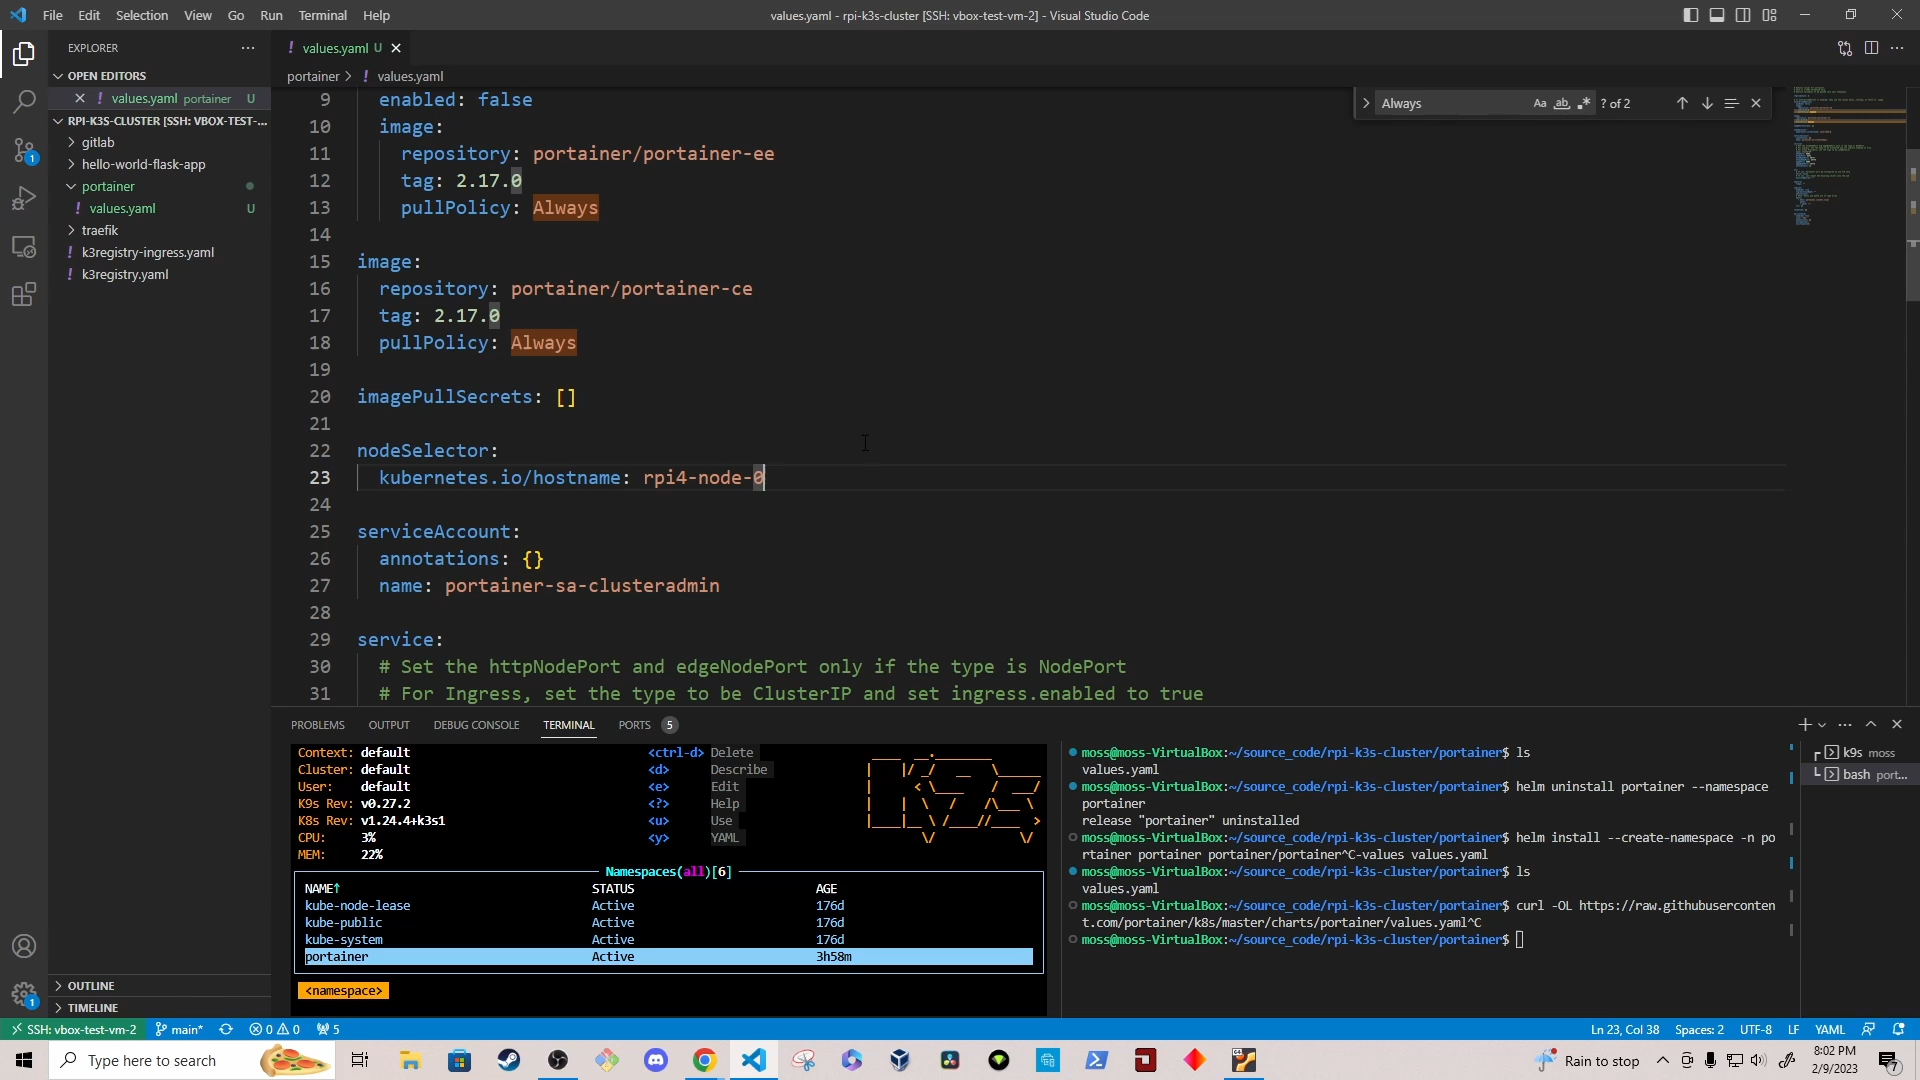 File Edit Selection View Go Run Terminal Help
values.yaml - rpi-k3s-cluster [SSH: vbox-test-vm-2] - Visual Studio Code
EXPLORER
OPEN EDITORS
values.yaml portainer U
RPI-K3S-CLUSTER [SSH: VBOX-TEST-...
gitlab
hello-world-flask-app
portainer
! values.yaml U
traefik
! k3registry-ingress.yaml
! k3registry.yaml
OUTLINE
TIMELINE
! values.yaml U
portainer > ! values.yaml
Always Aa ab .* ? of 2
9 enabled: false
10 image:
11 repository: portainer/portainer-ee
12 tag: 2.17.0
13 pullPolicy: Always
14
15 image:
16 repository: portainer/portainer-ce
17 tag: 2.17.0
18 pullPolicy: Always
19
20 imagePullSecrets: []
21
22 nodeSelector:
23 kubernetes.io/hostname: rpi4-node-0
24
25 serviceAccount:
26 annotations: {}
27 name: portainer-sa-clusteradmin
28
29 service:
30 # Set the httpNodePort and edgeNodePort only if the type is NodePort
31 # For Ingress, set the type to be ClusterIP and set ingress.enabled to true
PROBLEMS OUTPUT DEBUG CONSOLE TERMINAL PORTS 5
Context: default <ctrl-d> Delete
Cluster: default <d> Describe
User: default <e> Edit
K9s Rev: v0.27.2 <?> Help
K8s Rev: v1.24.4+k3s1 <u> Use
CPU: 3% <y> YAML
MEM: 22%
Namespaces(all)[6]
NAME↑ STATUS AGE
kube-node-lease Active 176d
kube-public Active 176d
kube-system Active 176d
portainer Active 3h58m
<namespace>
moss@moss-VirtualBox:~/source_code/rpi-k3s-cluster/portainer$ ls
values.yaml
moss@moss-VirtualBox:~/source_code/rpi-k3s-cluster/portainer$ helm uninstall portainer --namespace
portainer
release "portainer" uninstalled
moss@moss-VirtualBox:~/source_code/rpi-k3s-cluster/portainer$ helm install --create-namespace -n po
rtainer portainer portainer/portainer^C-values values.yaml
moss@moss-VirtualBox:~/source_code/rpi-k3s-cluster/portainer$ ls
values.yaml
moss@moss-VirtualBox:~/source_code/rpi-k3s-cluster/portainer$ curl -OL https://raw.githubuserconten
t.com/portainer/k8s/master/charts/portainer/values.yaml^C
moss@moss-VirtualBox:~/source_code/rpi-k3s-cluster/portainer$
k9s moss
bash port...
SSH: vbox-test-vm-2 main* 0 0 5
Ln 23, Col 38 Spaces: 2 UTF-8 LF YAML
Type here to search
Rain to stop
8:02 PM
2/9/2023
7